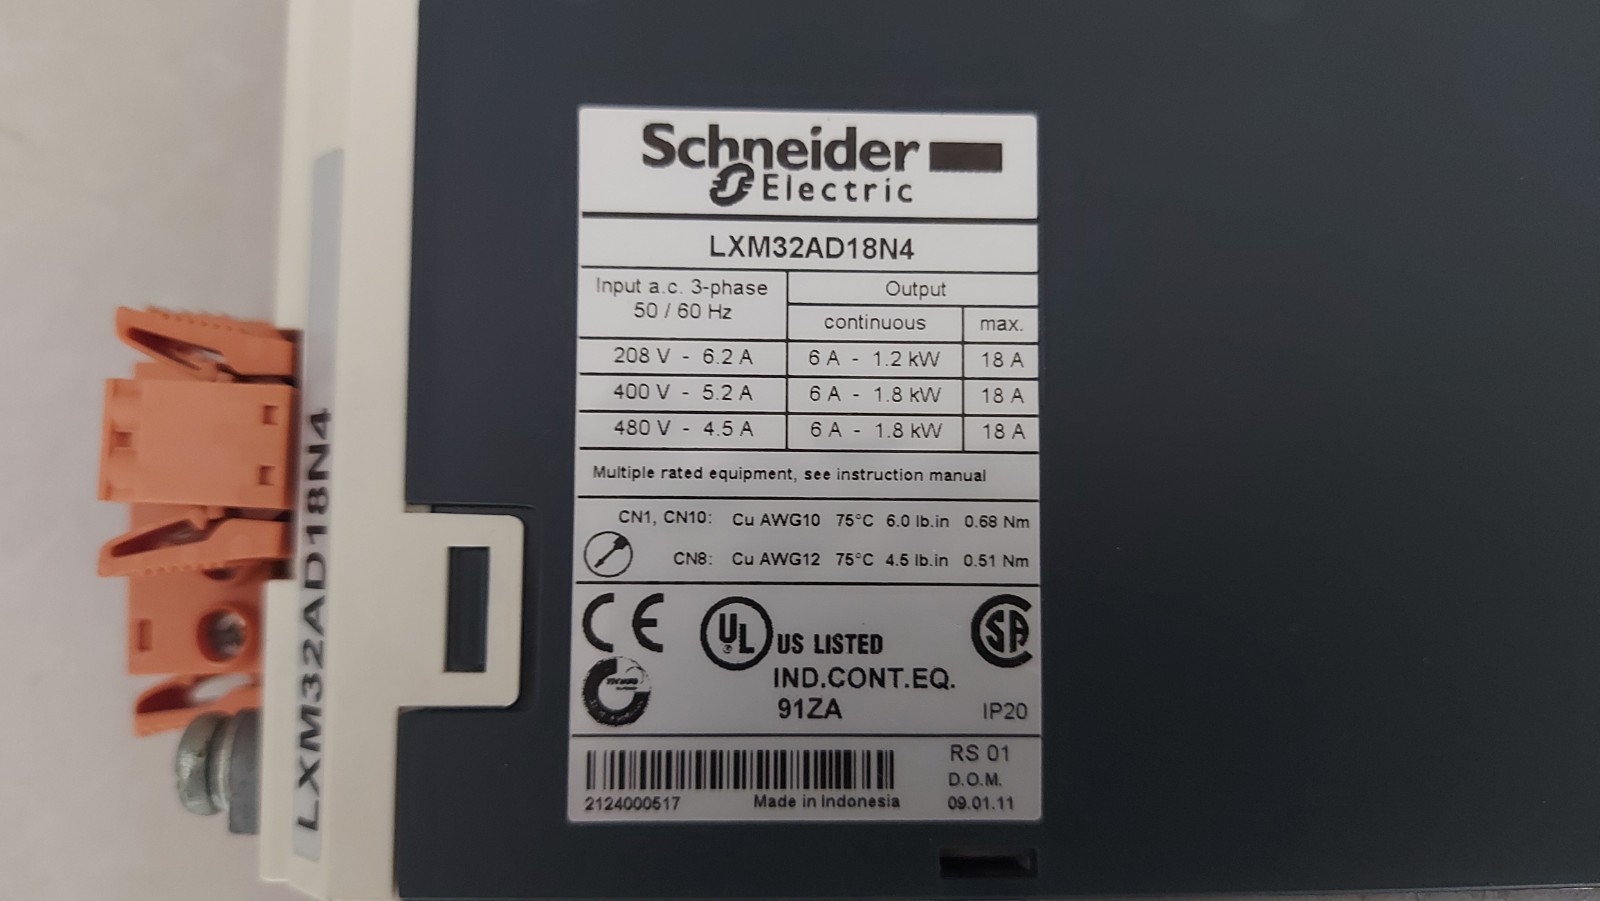 Schneider
Electric
LXM32AD18N4
Input a.c. 3-phase
50 / 60 Hz
Output
continuous
max.
208 V - 6.2 A
6 A - 1.2 kW
18 A
400 V - 5.2 A
6 A - 1.8 kW
18 A
480 V - 4.5 A
6 A - 1.8 kW
18 A
Multiple rated equipment, see instruction manual
CN1, CN10: Cu AWG10 75°C 6.0 lb.in 0.68 Nm
CN8: Cu AWG12 75°C 4.5 lb.in 0.51 Nm
CE
UL
US LISTED
IND.CONT.EQ.
91ZA
SA
IP20
RS 01
D.O.M.
09.01.11
2124000517
Made in Indonesia
LXM32AD18N4